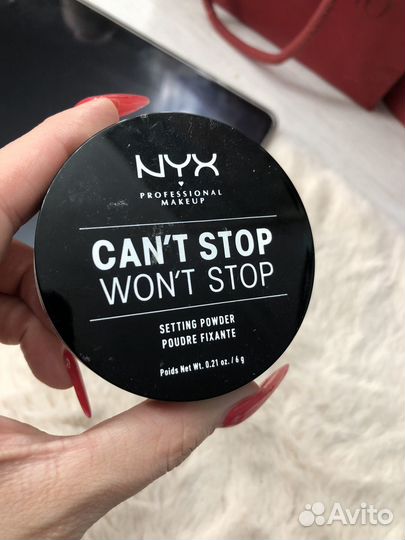 NYX
PROFESSIONAL
MAKEUP
CAN'T STOP
WON'T STOP
SETTING POWDER
POUDRE FIXANTE
Poids Net Wt. 0.21 oz. / 6 g
Avito